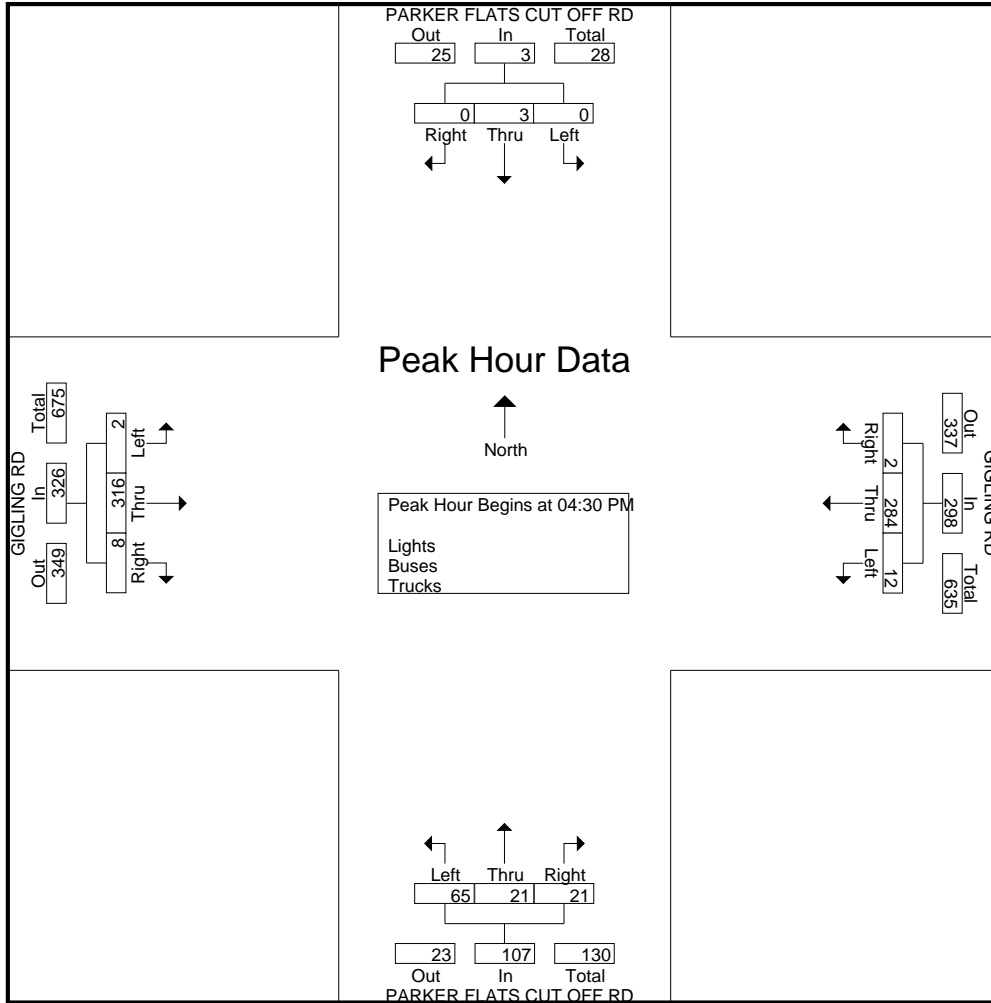 PARKER FLATS CUT OFF RD
Out In Total
25 3 28
0 3 0
Right Thru Left
Peak Hour Data
North
Peak Hour Begins at 04:30 PM
Lights
Buses
Trucks
GIGLING RD
Out In Total
349 326 675
8 316 2
Right Thru Left
GIGLING RD
Out In Total
337 298 635
2 284 12
Right Thru Left
Left Thru Right
65 21 21
23 107 130
Out In Total
PARKER FLATS CUT OFF RD